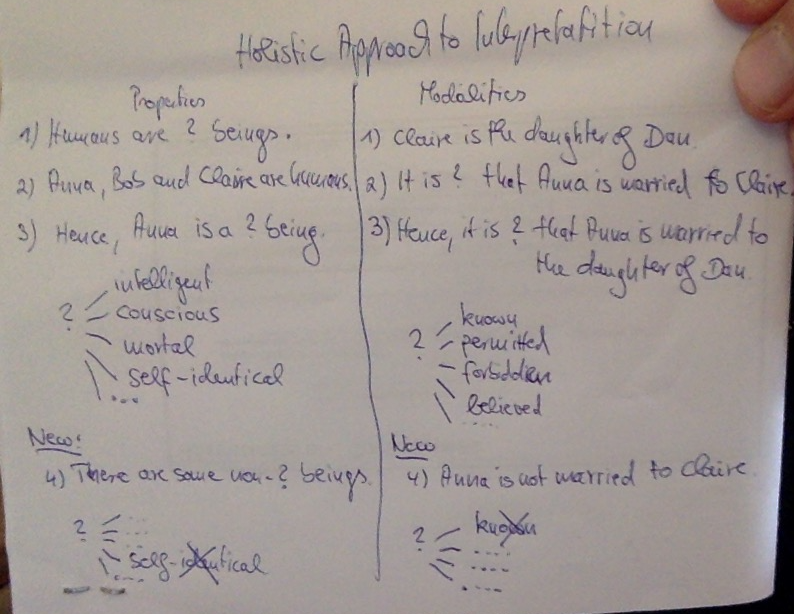 Holistic Approach to Interpretatition
Properties
1) Humans are ? beings.
2) Anna, Bob and Claire are humans.
3) Hence, Anna is a ? being.
? intelligent
conscious
mortal
self-identical
...
New:
4) There are some non-? beings.
? ...
self-identical
...
Modalities
1) Claire is the daughter of Dan.
2) It is ? that Anna is married to Claire.
3) Hence, it is ? that Anna is married to
the daughter of Dan.
? known
permitted
forbidden
believed
....
New
4) Anna is not married to Claire.
? known
....
....
....